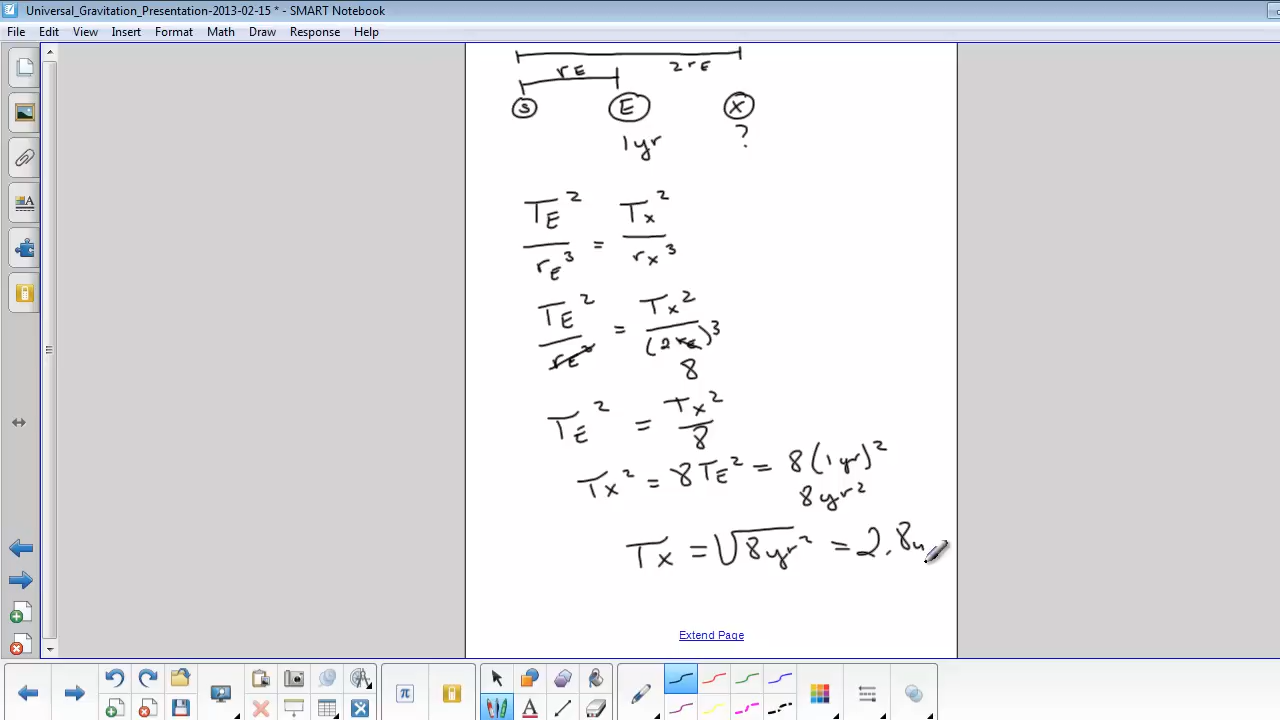 Universal_Gravitation_Presentation-2013-02-15 * - SMART Notebook
File Edit View Insert Format Math Draw Response Help
rE 2rE
S E X
1yr ?
TE² / rE³ = Tx² / rx³
TE² / rE³ = Tx² / (2rE)³
8
TE² = Tx² / 8
Tx² = 8TE² = 8(1yr)²
8yr²
Tx = √8yr² = 2.8y
Extend Page
π
A